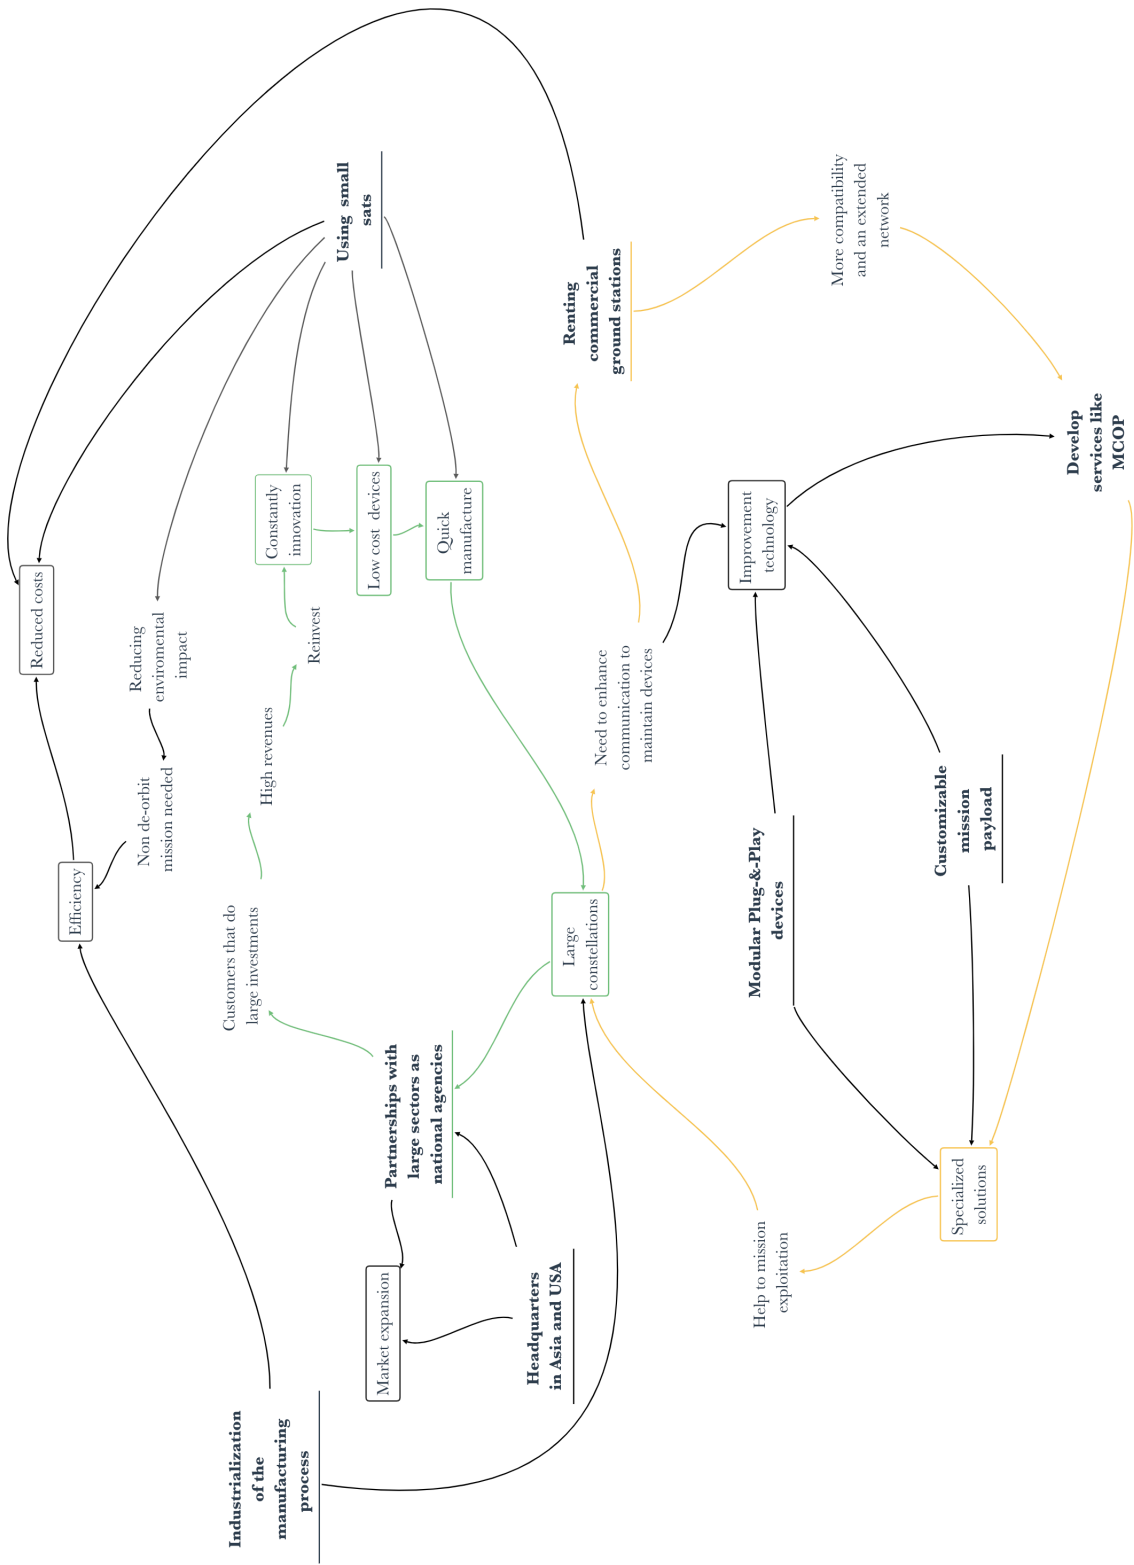 Industrialization
of the
manufacturing
process
Efficiency
Reduced costs
Non de-orbit
mission needed
Reducing
enviromental
impact
Customers that do
large investments
High revenues
Reinvest
Constantly
innovation
Low cost devices
Quick
manufacture
Using small
sats
Market expansion
Partnerships with
large sectors as
national agencies
Headquarters
in Asia and USA
Large
constellations
Need to enhance
communication to
maintain devices
Renting
commercial
ground stations
Help to mission
exploitation
Modular Plug-&-Play
devices
Improvement
technology
More compatibility
and an extended
network
Specialized
solutions
Customizable
mission
payload
Develop
services like
MCOP